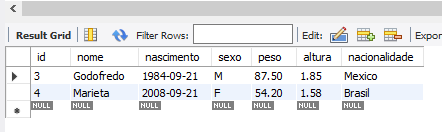 Result Grid Filter Rows: Edit: Expor
id nome nascimento sexo peso altura nacionalidade
3 Godofredo 1984-09-21 M 87.50 1.85 Mexico
4 Marieta 2008-09-21 F 54.20 1.58 Brasil
NULL NULL NULL NULL NULL NULL NULL